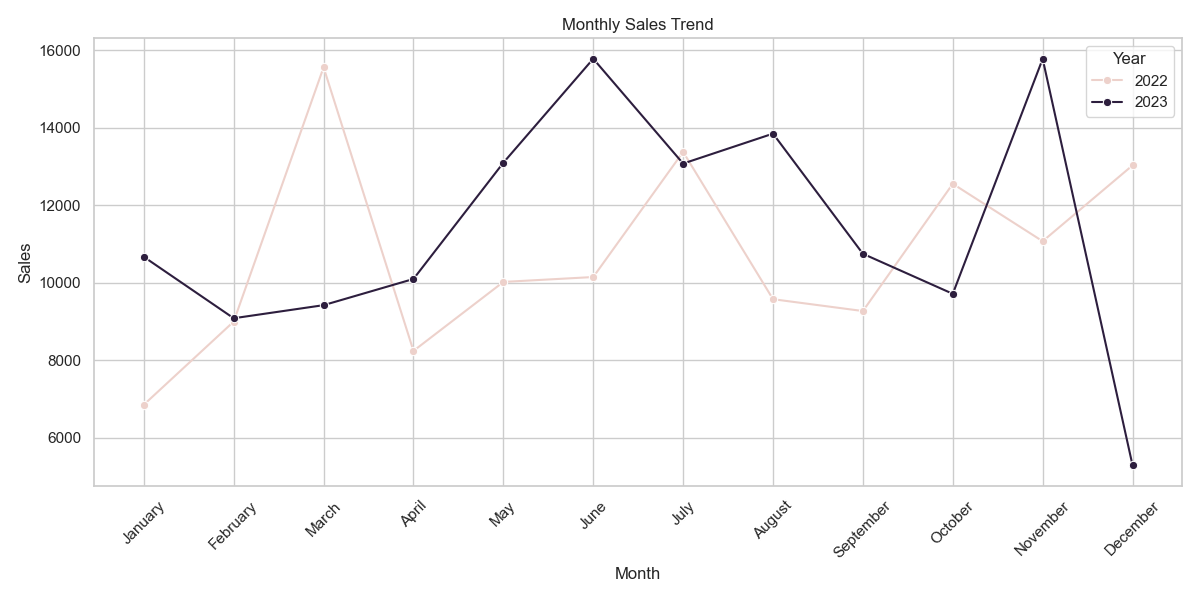 Monthly Sales Trend
16000
14000
12000
10000
8000
6000
Sales
Year
2022
2023
January
February
March
April
May
June
July
August
September
October
November
December
Month